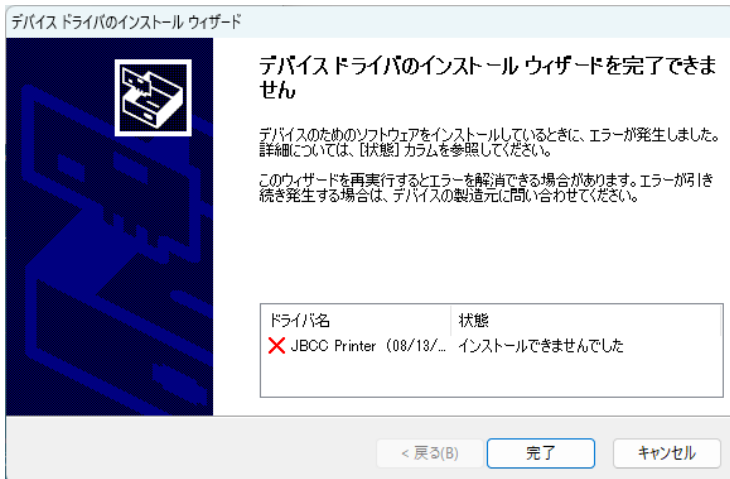 デバイス ドライバのインストール ウィザード
デバイス ドライバのインストール ウィザードを完了できま
せん
デバイスのためのソフトウェアをインストールしているときに、エラーが発生しました。
詳細については、[状態] カラムを参照してください。
このウィザードを再実行するとエラーを解消できる場合があります。エラーが引き
続き発生する場合は、デバイスの製造元に問い合わせてください。
ドライバ名 状態
JBCC Printer (08/13/... インストールできませんでした
< 戻る(B) 完了 キャンセル